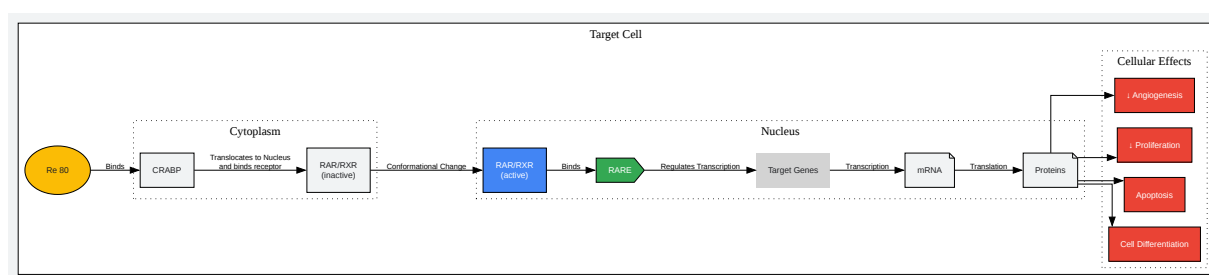 Target Cell
Cellular Effects
↓ Angiogenesis
Cytoplasm
Nucleus
↓ Proliferation
Re 80
Binds
CRABP
Translocates to Nucleus
and binds receptor
RAR/RXR
(inactive)
Conformational Change
RAR/RXR
(active)
Binds
RARE
Regulates Transcription
Target Genes
Transcription
mRNA
Translation
Proteins
Apoptosis
Cell Differentiation